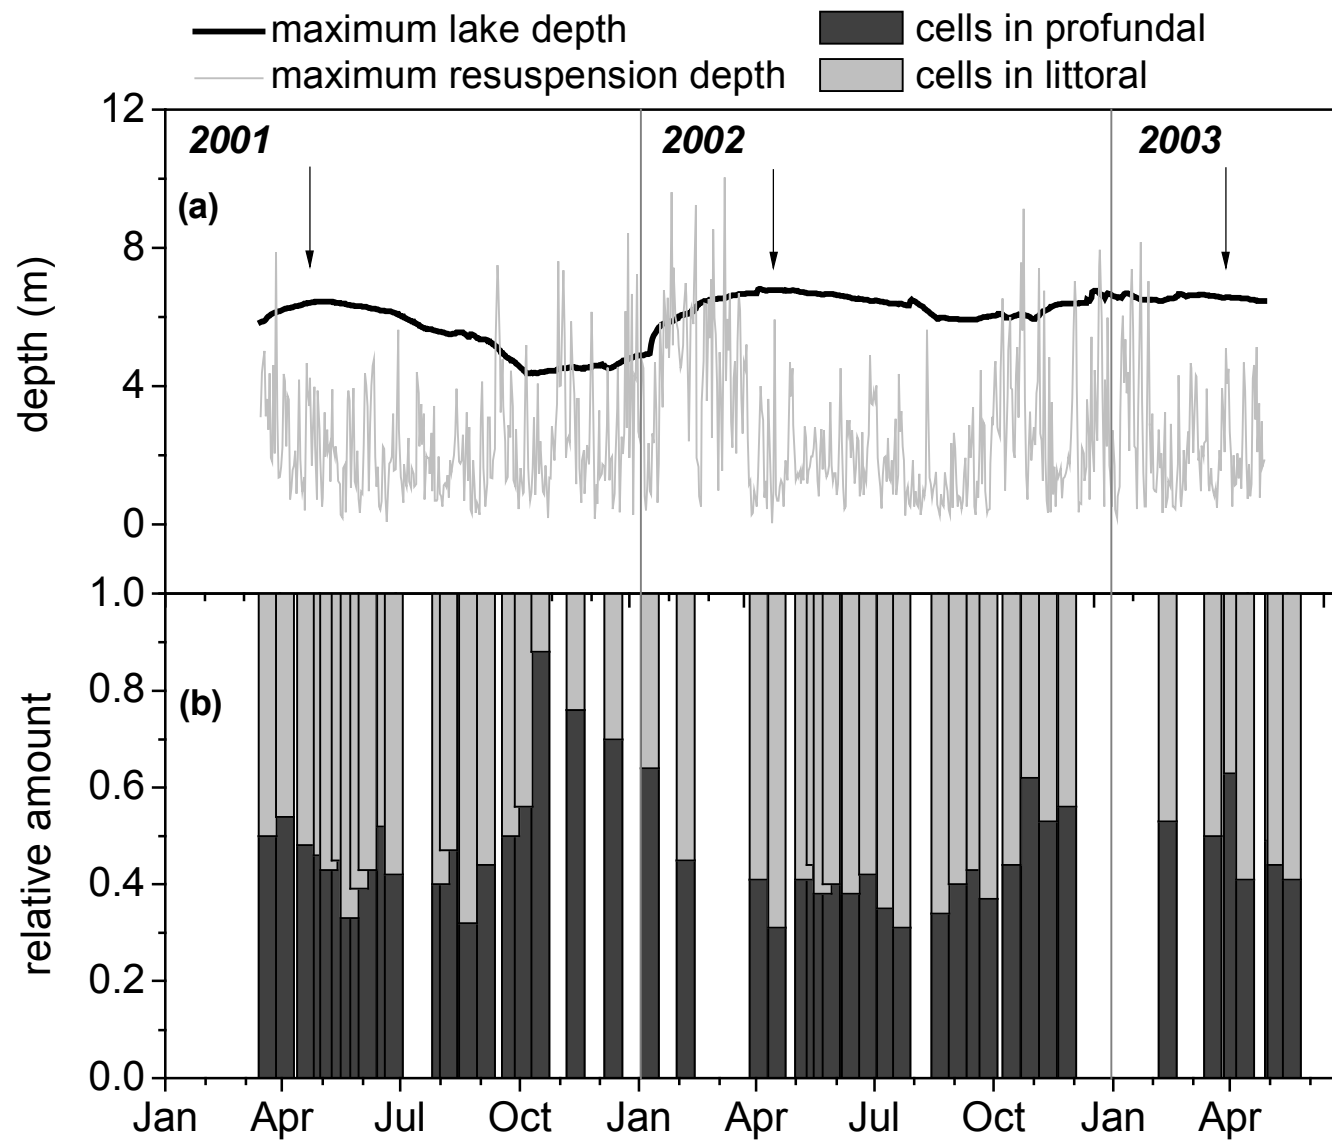 maximum lake depth
cells in profundal
maximum resuspension depth
cells in littoral
12
2001
2002
2003
(a)
8
depth (m)
4
0
1.0
0.8
(b)
relative amount
0.6
0.4
0.2
0.0
Jan Apr Jul Oct Jan Apr Jul Oct Jan Apr